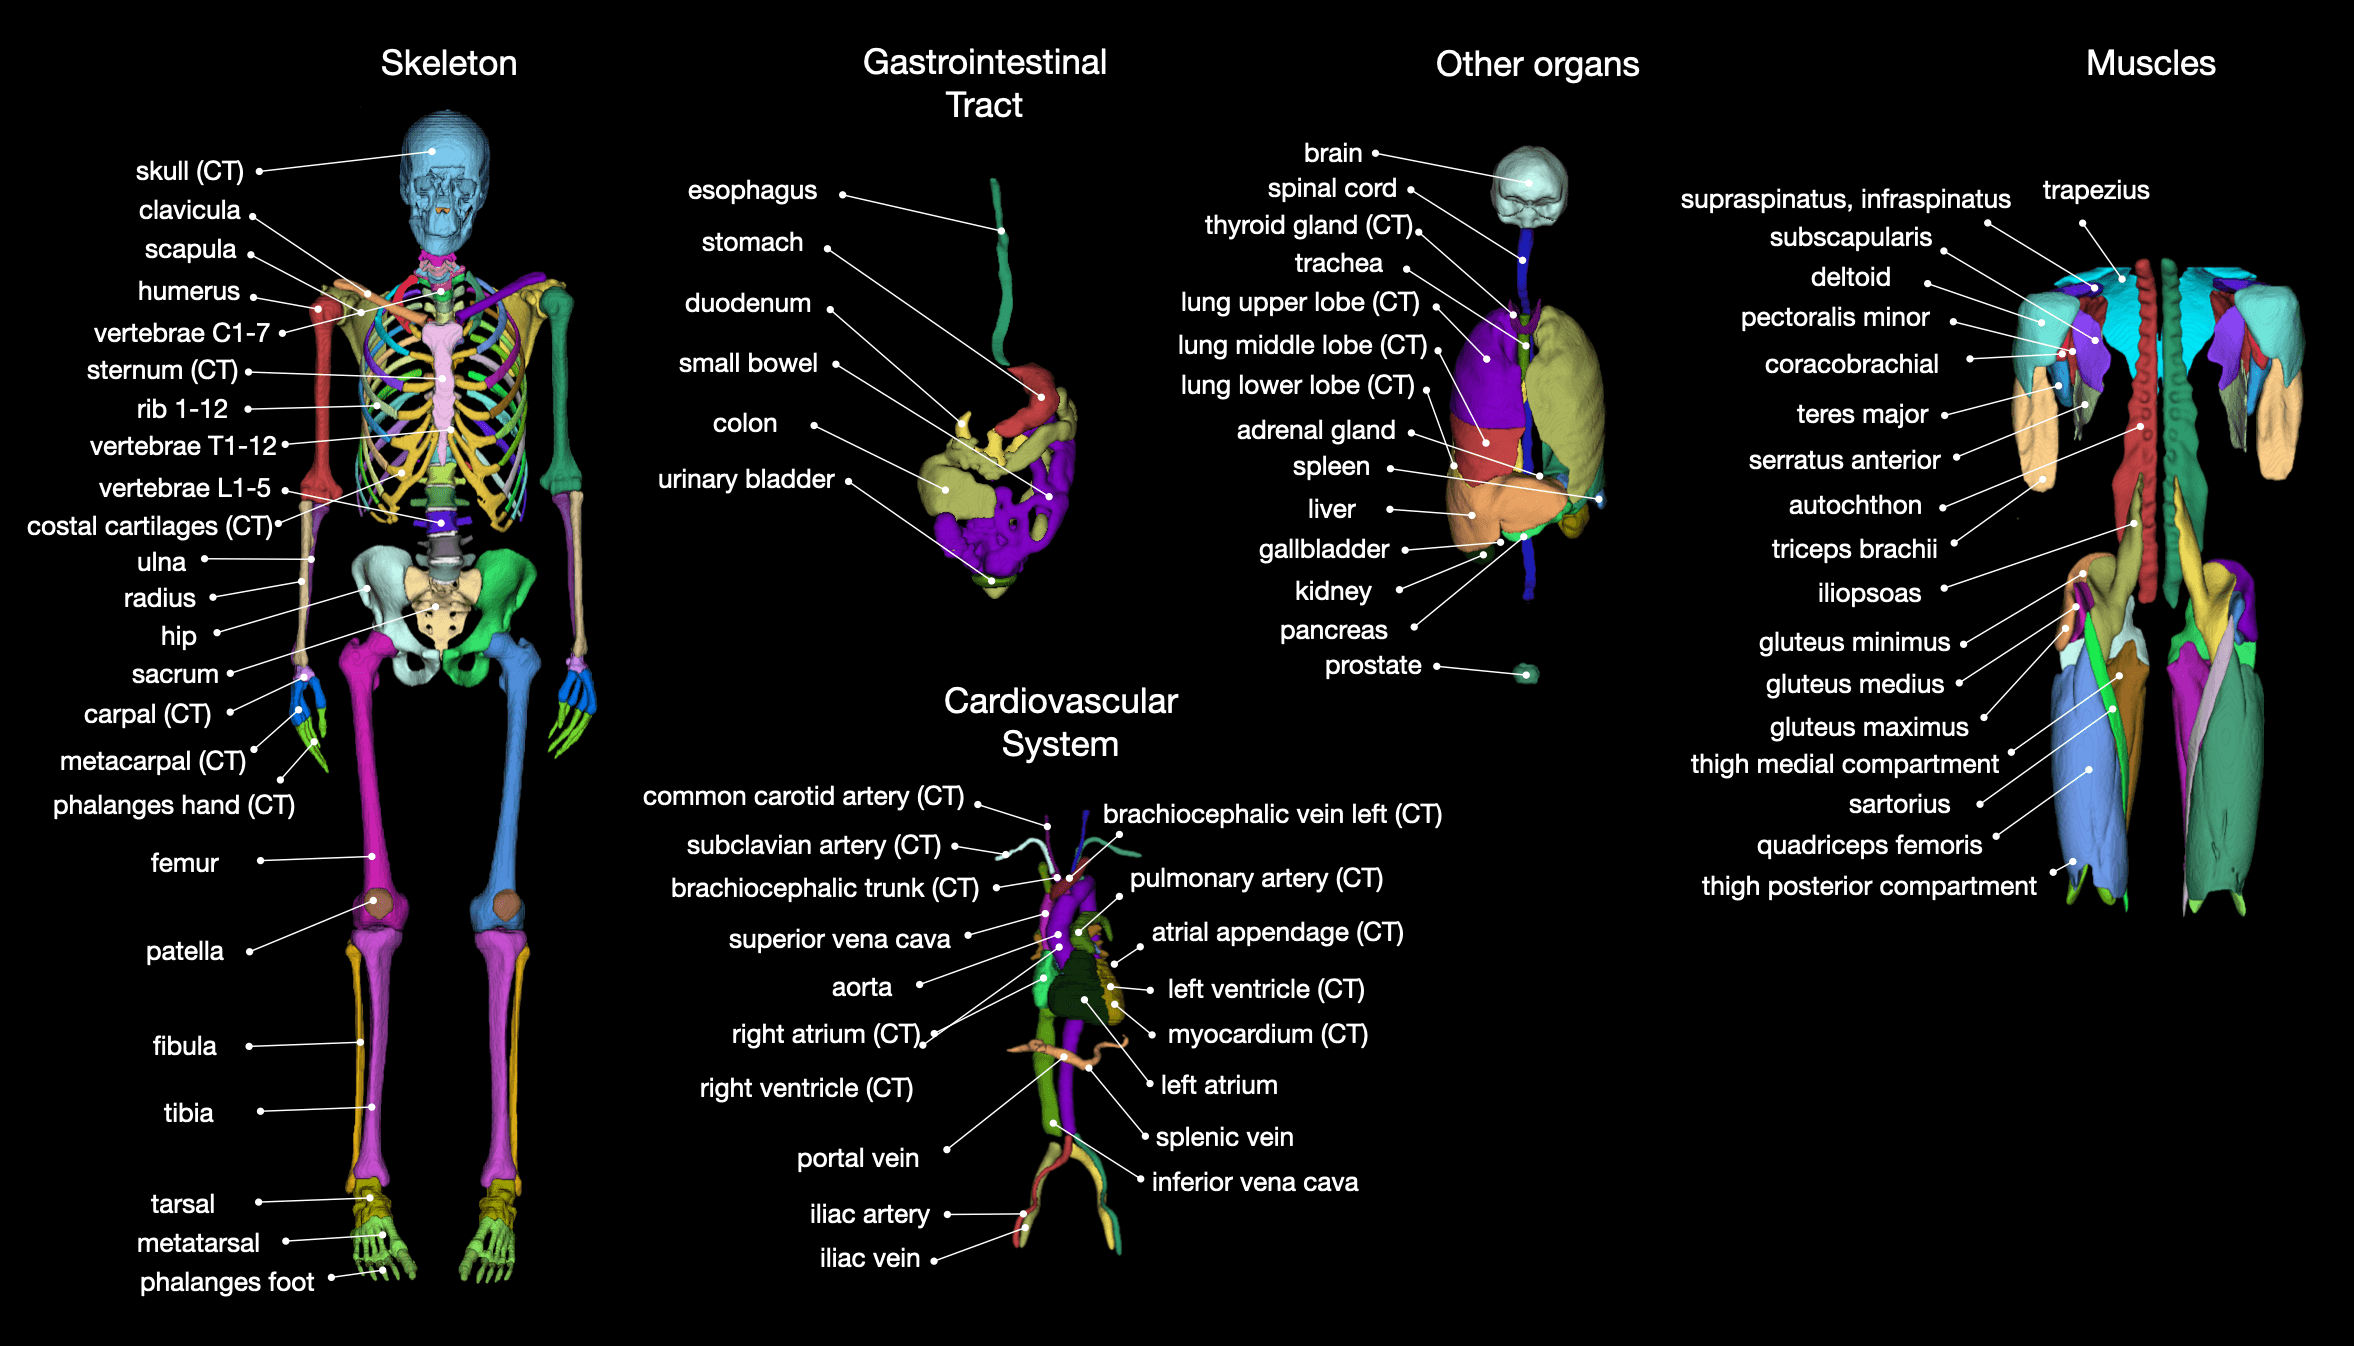 Skeleton
skull (CT)
clavicula
scapula
humerus
vertebrae C1-7
sternum (CT)
rib 1-12
vertebrae T1-12
vertebrae L1-5
costal cartilages (CT)
ulna
radius
hip
sacrum
carpal (CT)
metacarpal (CT)
phalanges hand (CT)
femur
patella
fibula
tibia
tarsal
metatarsal
phalanges foot
Gastrointestinal
Tract
esophagus
stomach
duodenum
small bowel
colon
urinary bladder
Cardiovascular
System
common carotid artery (CT)
subclavian artery (CT)
brachiocephalic trunk (CT)
superior vena cava
aorta
right atrium (CT)
right ventricle (CT)
portal vein
iliac artery
iliac vein
brachiocephalic vein left (CT)
pulmonary artery (CT)
atrial appendage (CT)
left ventricle (CT)
myocardium (CT)
left atrium
splenic vein
inferior vena cava
Other organs
brain
spinal cord
thyroid gland (CT)
trachea
lung upper lobe (CT)
lung middle lobe (CT)
lung lower lobe (CT)
adrenal gland
spleen
liver
gallbladder
kidney
pancreas
prostate
Muscles
supraspinatus, infraspinatus
trapezius
subscapularis
deltoid
pectoralis minor
coracobrachial
teres major
serratus anterior
autochthon
triceps brachii
iliopsoas
gluteus minimus
gluteus medius
gluteus maximus
thigh medial compartment
sartorius
quadriceps femoris
thigh posterior compartment